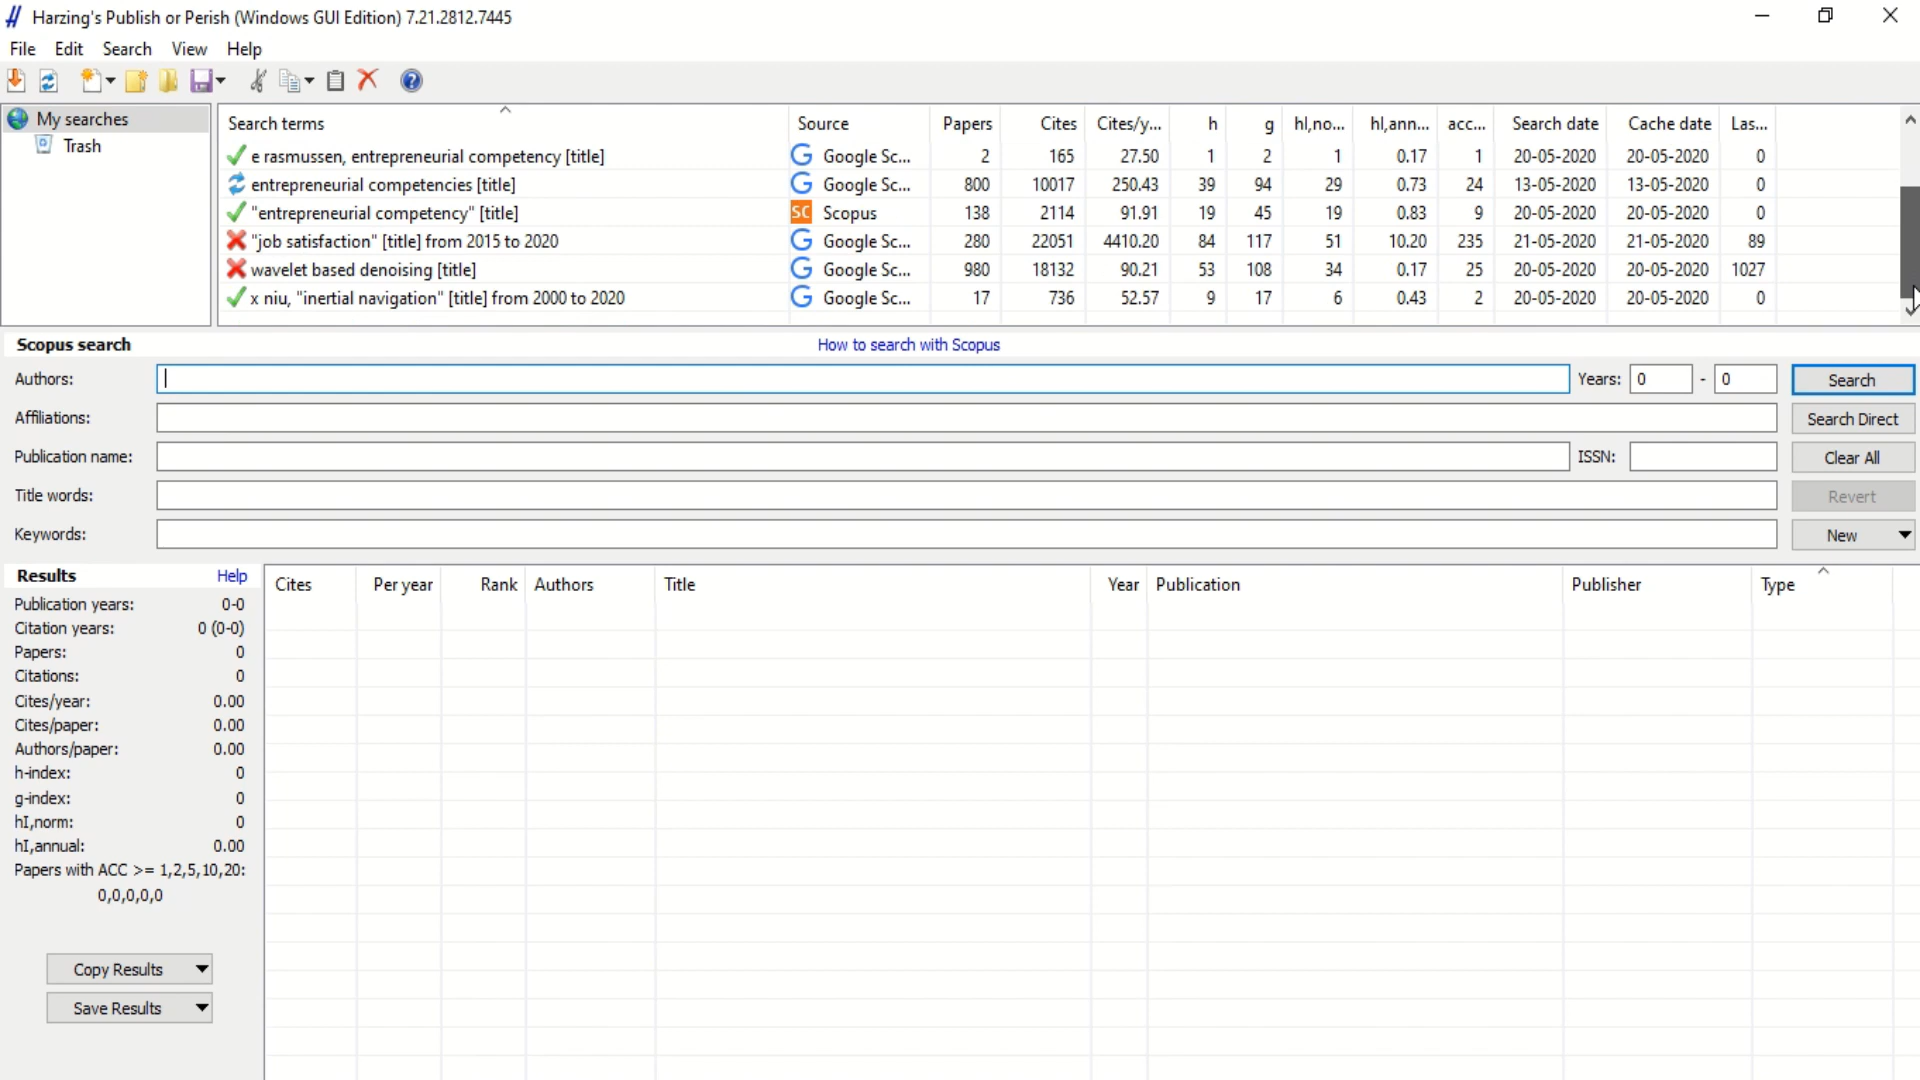 Harzing's Publish or Perish (Windows GUI Edition) 7.21.2812.7445
File Edit Search View Help
My searches
Trash
Search terms Source Papers Cites Cites/y... h g hI,no... hI,ann... acc... Search date Cache date Las...
e rasmussen, entrepreneurial competency [title] Google Sc... 2 165 27.50 1 2 1 0.17 1 20-05-2020 20-05-2020 0
entrepreneurial competencies [title] Google Sc... 800 10017 250.43 39 94 29 0.73 24 13-05-2020 13-05-2020 0
"entrepreneurial competency" [title] SC Scopus 138 2114 91.91 19 45 19 0.83 9 20-05-2020 20-05-2020 0
"job satisfaction" [title] from 2015 to 2020 Google Sc... 280 22051 4410.20 84 117 51 10.20 235 21-05-2020 21-05-2020 89
wavelet based denoising [title] Google Sc... 980 18132 90.21 53 108 34 0.17 25 20-05-2020 20-05-2020 1027
x niu, "inertial navigation" [title] from 2000 to 2020 Google Sc... 17 736 52.57 9 17 6 0.43 2 20-05-2020 20-05-2020 0
Scopus search How to search with Scopus
Authors: Years: 0 - 0 Search
Affiliations: Search Direct
Publication name: ISSN: Clear All
Title words: Revert
Keywords: New
Results Help
Cites Per year Rank Authors Title Year Publication Publisher Type
Publication years: 0-0
Citation years: 0 (0-0)
Papers: 0
Citations: 0
Cites/year: 0.00
Cites/paper: 0.00
Authors/paper: 0.00
h-index: 0
g-index: 0
hI,norm: 0
hI,annual: 0.00
Papers with ACC >= 1,2,5,10,20:
0,0,0,0,0
Copy Results
Save Results